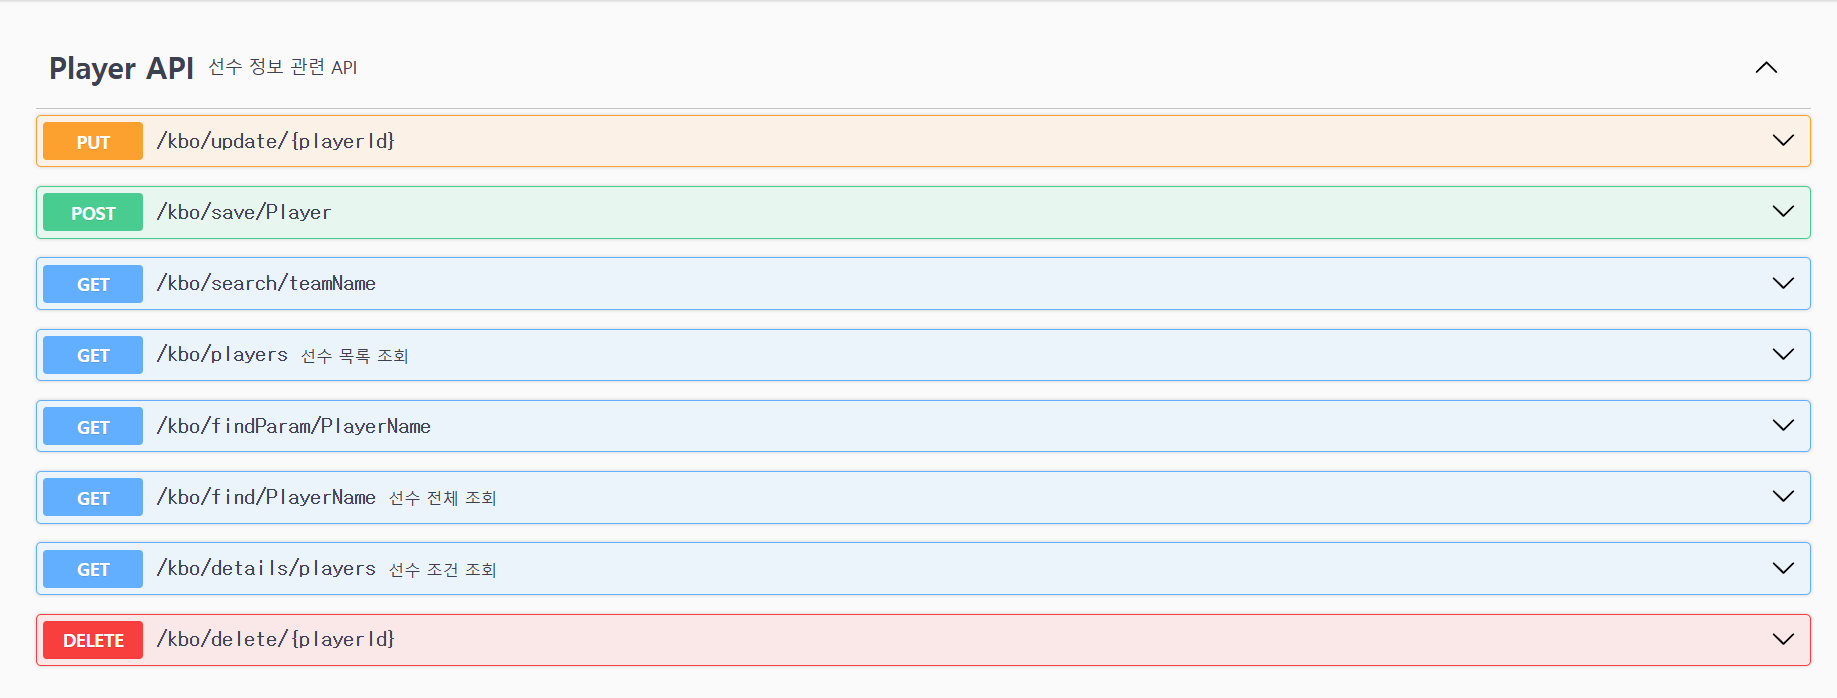 Player API 선수 정보 관련 API
PUT /kbo/update/{playerId}
POST /kbo/save/Player
GET /kbo/search/teamName
GET /kbo/players 선수 목록 조회
GET /kbo/findParam/PlayerName
GET /kbo/find/PlayerName 선수 전체 조회
GET /kbo/details/players 선수 조건 조회
DELETE /kbo/delete/{playerId}